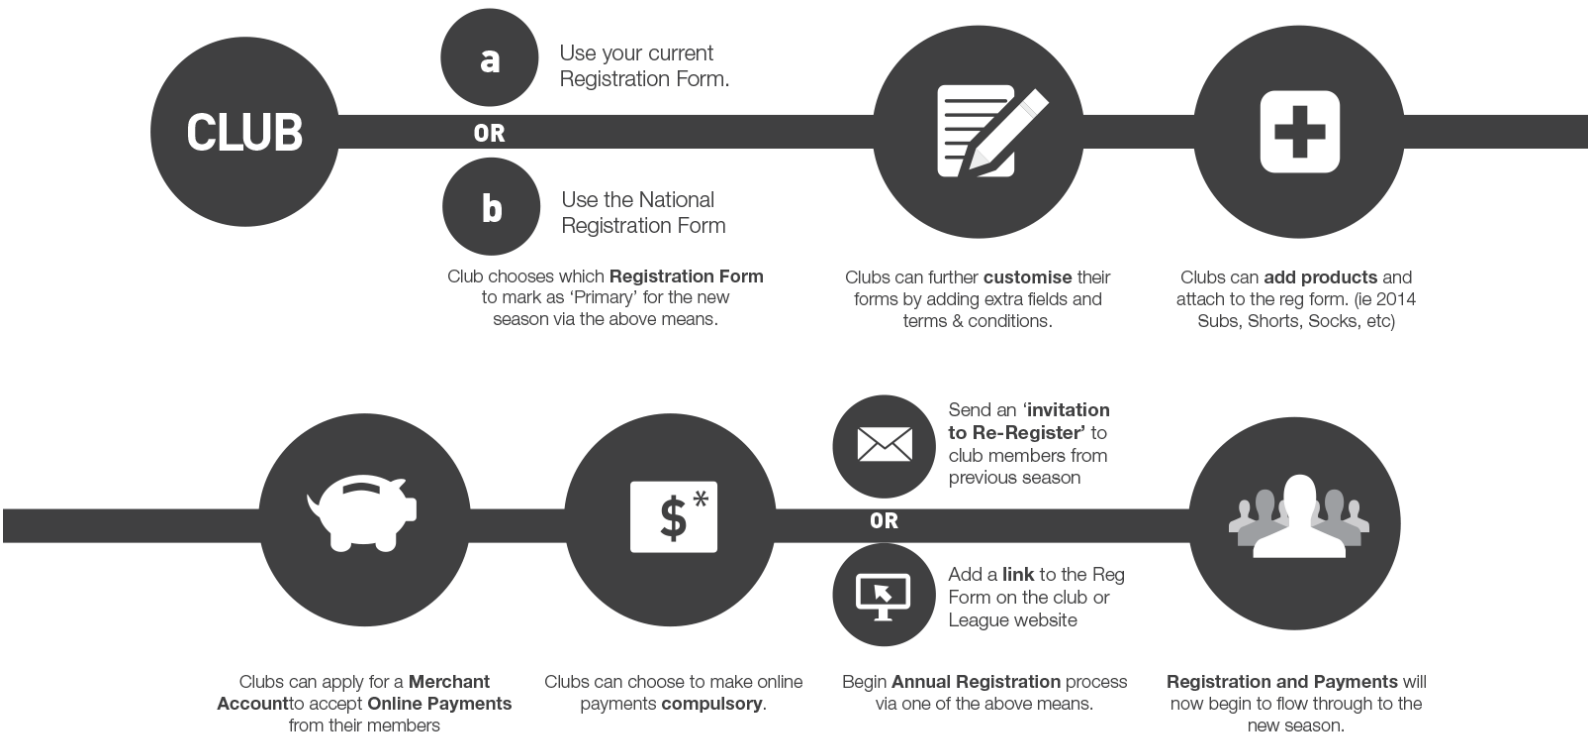 CLUB
a
Use your current
Registration Form.
OR
b
Use the National
Registration Form
Club chooses which Registration Form
to mark as ‘Primary’ for the new
season via the above means.
Clubs can further customise their
forms by adding extra fields and
terms & conditions.
Clubs can add products and
attach to the reg form. (ie 2014
Subs, Shorts, Socks, etc)
Clubs can apply for a Merchant
Accountto accept Online Payments
from their members
$*
Clubs can choose to make online
payments compulsory.
Send an ‘invitation
to Re-Register’ to
club members from
previous season
OR
Add a link to the Reg
Form on the club or
League website
Begin Annual Registration process
via one of the above means.
Registration and Payments will
now begin to flow through to the
new season.